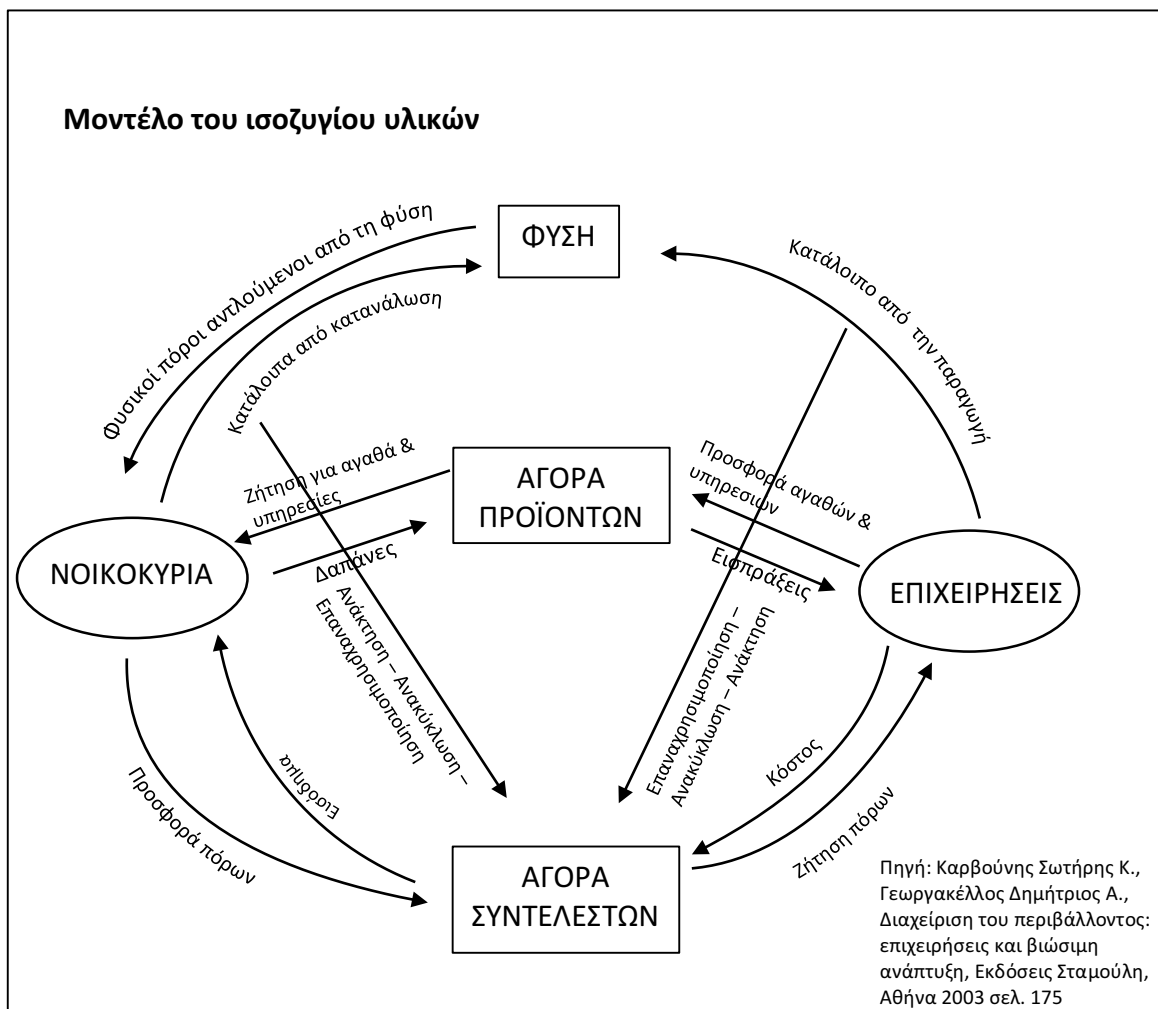 Μοντέλο του ισοζυγίου υλικών
ΦΥΣΗ
Φυσικοί πόροι αντλούμενοι από τη φύση
Κατάλοιπα από κατανάλωση
Κατάλοιπο από την παραγωγή
Ζήτηση για αγαθά &
υπηρεσίες
ΑΓΟΡΑ
ΠΡΟΪΟΝΤΩΝ
Προσφορά αγαθών &
υπηρεσιών
ΝΟΙΚΟΚΥΡΙΑ
Δαπάνες
Εισπράξεις
ΕΠΙΧΕΙΡΗΣΕΙΣ
Ανάκτηση – Ανακύκλωση –
Επαναχρησιμοποίηση
Επαναχρησιμοποίηση –
Ανακύκλωση – Ανάκτηση
Προσφορά πόρων
Εισόδημα
Κόστος
Ζήτηση πόρων
ΑΓΟΡΑ
ΣΥΝΤΕΛΕΣΤΩΝ
Πηγή: Καρβούνης Σωτήρης Κ.,
Γεωργακέλλος Δημήτριος Α.,
Διαχείριση του περιβάλλοντος:
επιχειρήσεις και βιώσιμη
ανάπτυξη, Εκδόσεις Σταμούλη,
Αθήνα 2003 σελ. 175